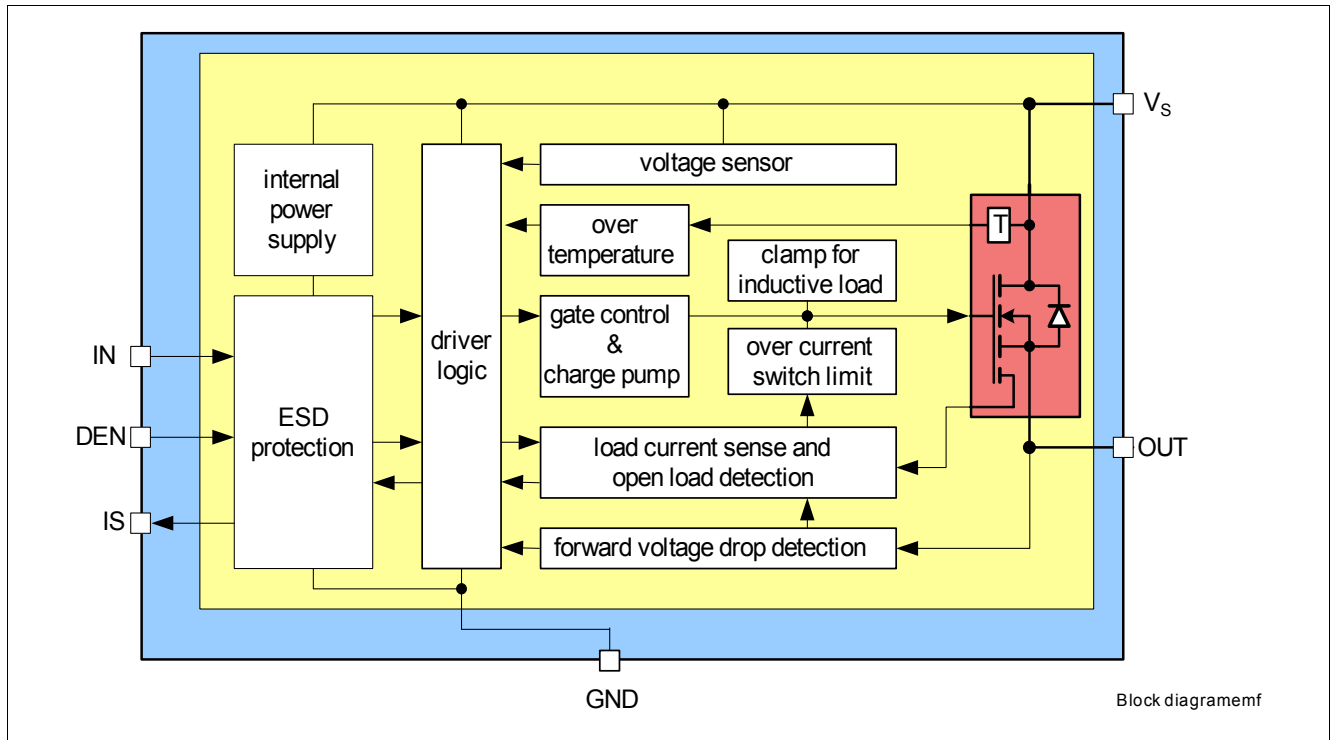 V_S
internal
power
supply
voltage sensor
over
temperature
T
clamp for
inductive load
driver
logic
gate control
&
charge pump
over current
switch limit
IN
DEN
IS
ESD
protection
load current sense and
open load detection
OUT
forward voltage drop detection
GND
Block diagramemf